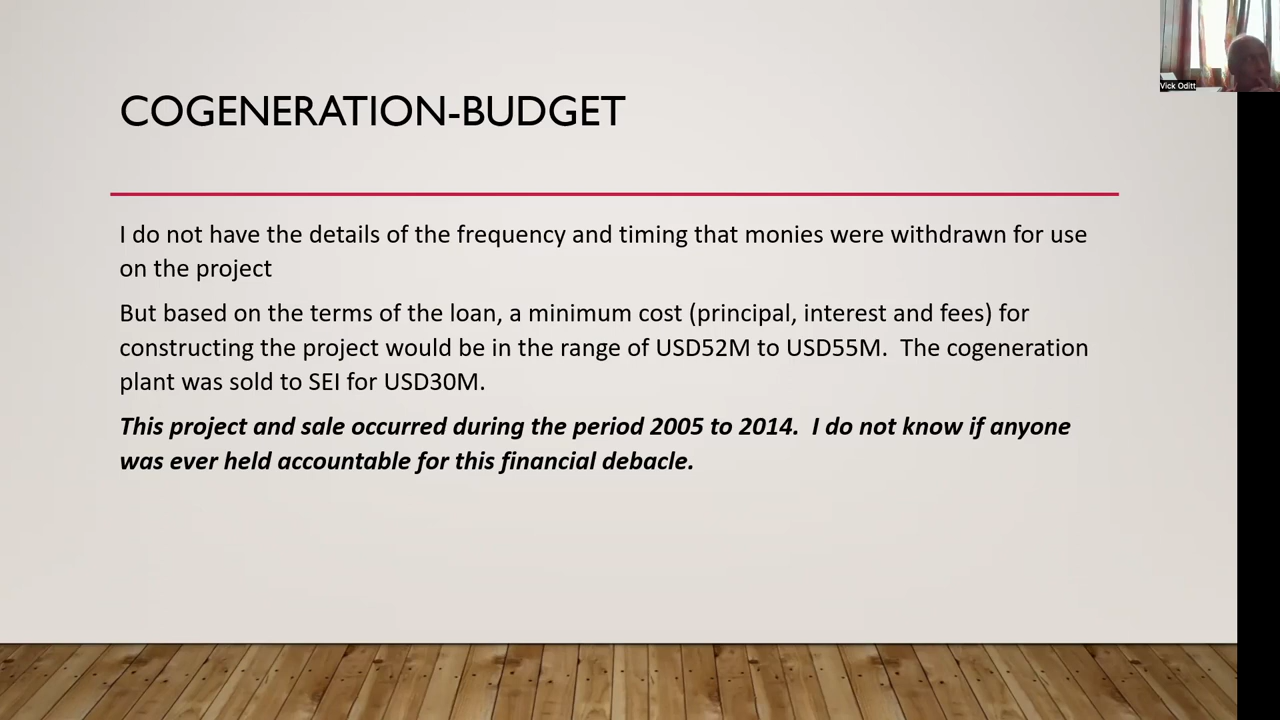 Vick Oditt
COGENERATION-BUDGET
I do not have the details of the frequency and timing that monies were withdrawn for use
on the project
But based on the terms of the loan, a minimum cost (principal, interest and fees) for
constructing the project would be in the range of USD52M to USD55M.  The cogeneration
plant was sold to SEI for USD30M.
This project and sale occurred during the period 2005 to 2014.  I do not know if anyone
was ever held accountable for this financial debacle.